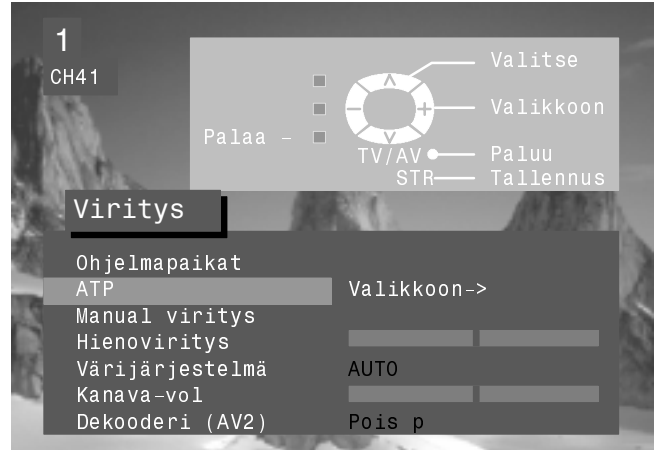 1
CH41
Valitse
Valikkoon
Palaa –
TV/AV Paluu
STR Tallennus
Viritys
Ohjelmapaikat
ATP Valikkoon->
Manual viritys
Hienoviritys
Värijärjestelmä AUTO
Kanava-vol
Dekooderi (AV2) Pois p